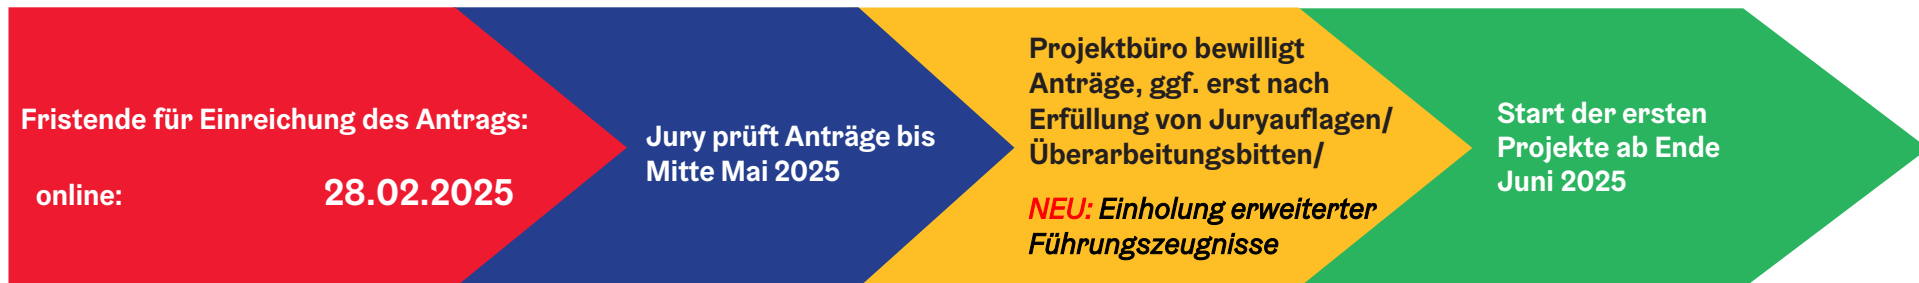 Fristende für Einreichung des Antrags:
online: 28.02.2025
Jury prüft Anträge bis
Mitte Mai 2025
Projektbüro bewilligt
Anträge, ggf. erst nach
Erfüllung von Juryauflagen/
Überarbeitungsbitten/
NEU: Einholung erweiterter
Führungszeugnisse
Start der ersten
Projekte ab Ende
Juni 2025